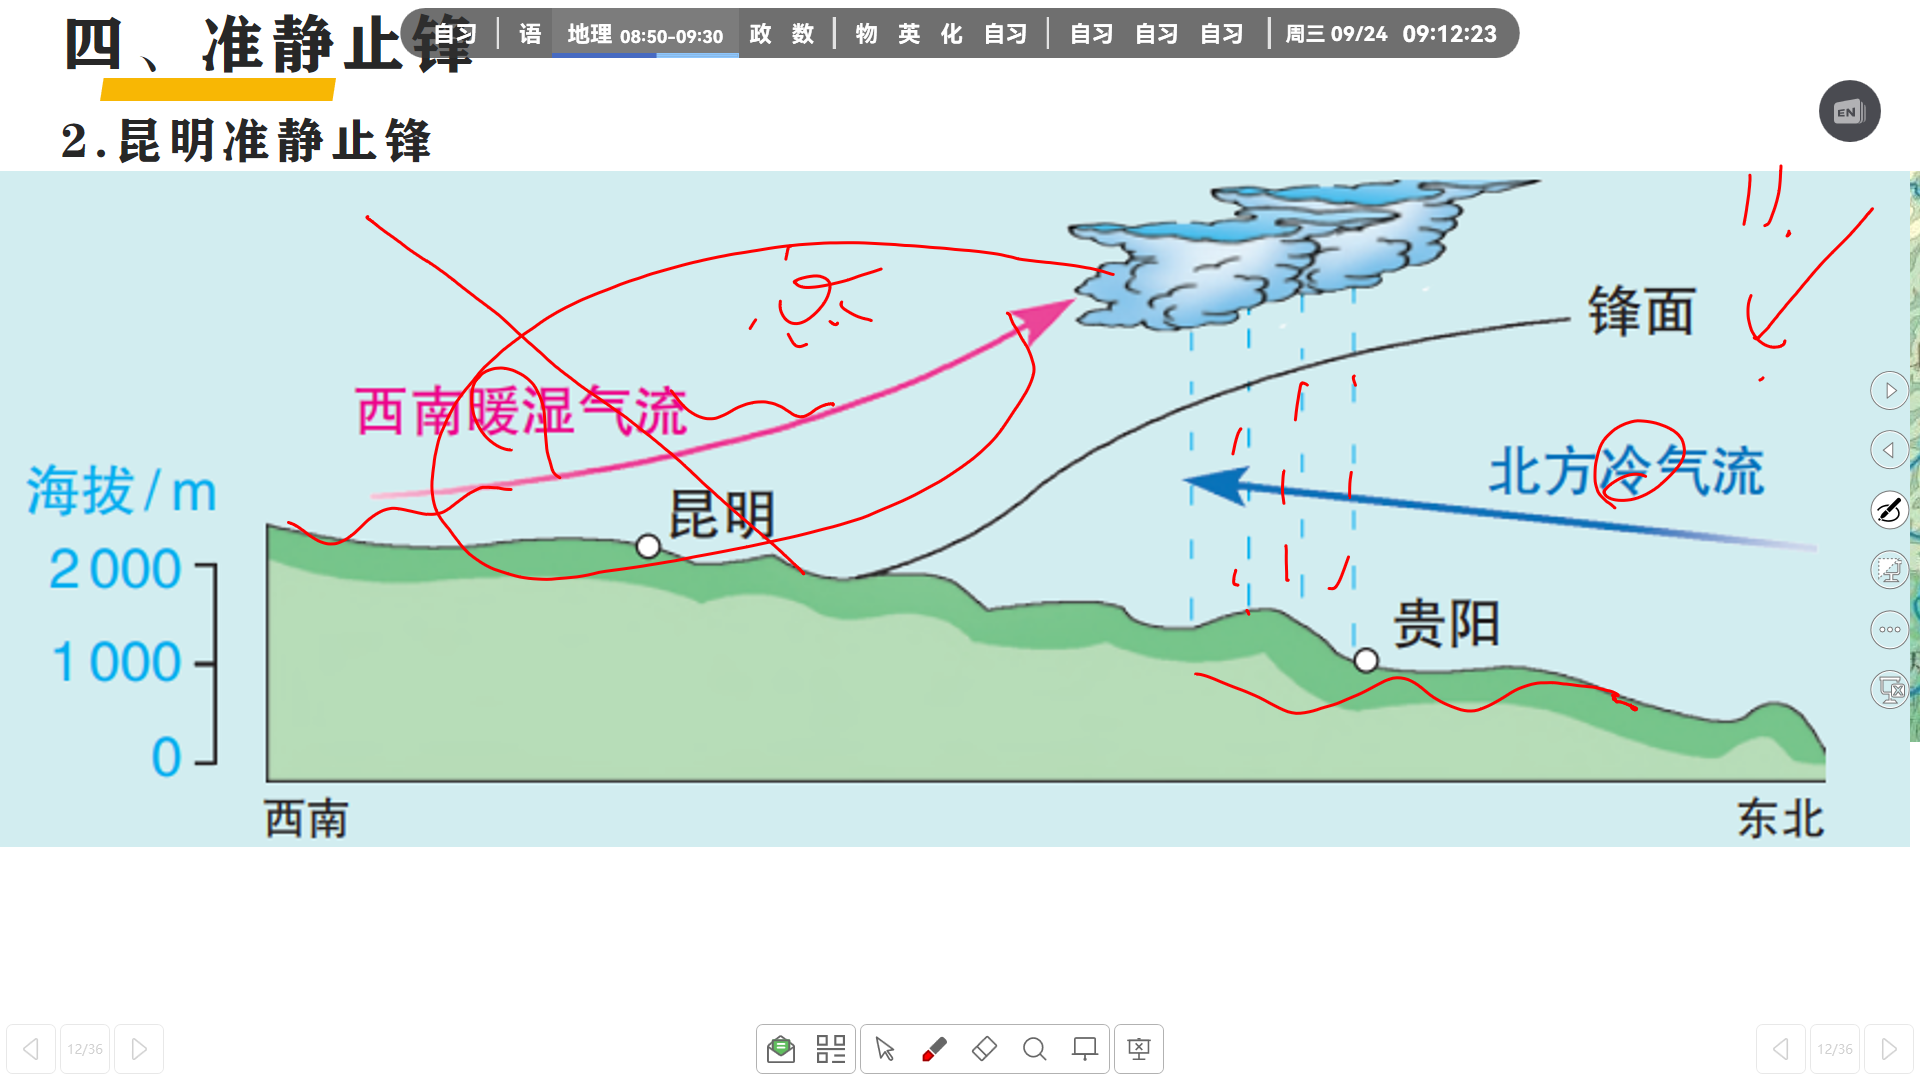 四、准静止锋
自习 | 语 地理 08:50-09:30 政 数 | 物 英 化 自习 | 自习 自习 自习 | 周三 09/24 09:12:23
EN
2.昆明准静止锋
锋面
西南暖湿气流
北方冷气流
海拔/m
昆明
2 000
贵阳
1 000
0
西南
东北
12/36
12/36